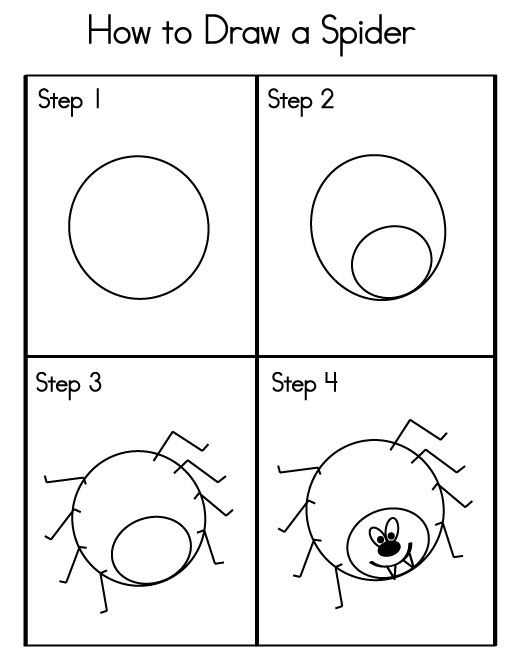 How to Draw a Spider
Step 1
Step 2
Step 3
Step 4